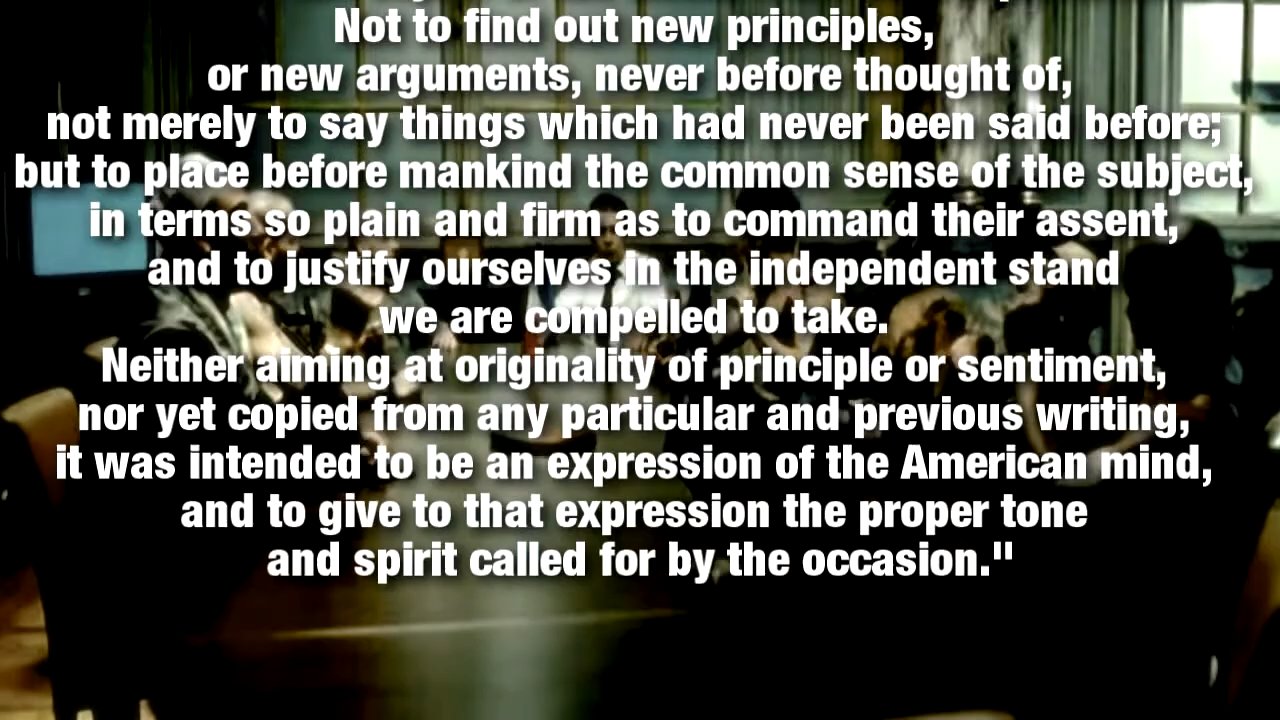 Not to find out new principles,
or new arguments, never before thought of,
not merely to say things which had never been said before;
but to place before mankind the common sense of the subject,
in terms so plain and firm as to command their assent,
and to justify ourselves in the independent stand
we are compelled to take.
Neither aiming at originality of principle or sentiment,
nor yet copied from any particular and previous writing,
it was intended to be an expression of the American mind,
and to give to that expression the proper tone
and spirit called for by the occasion."